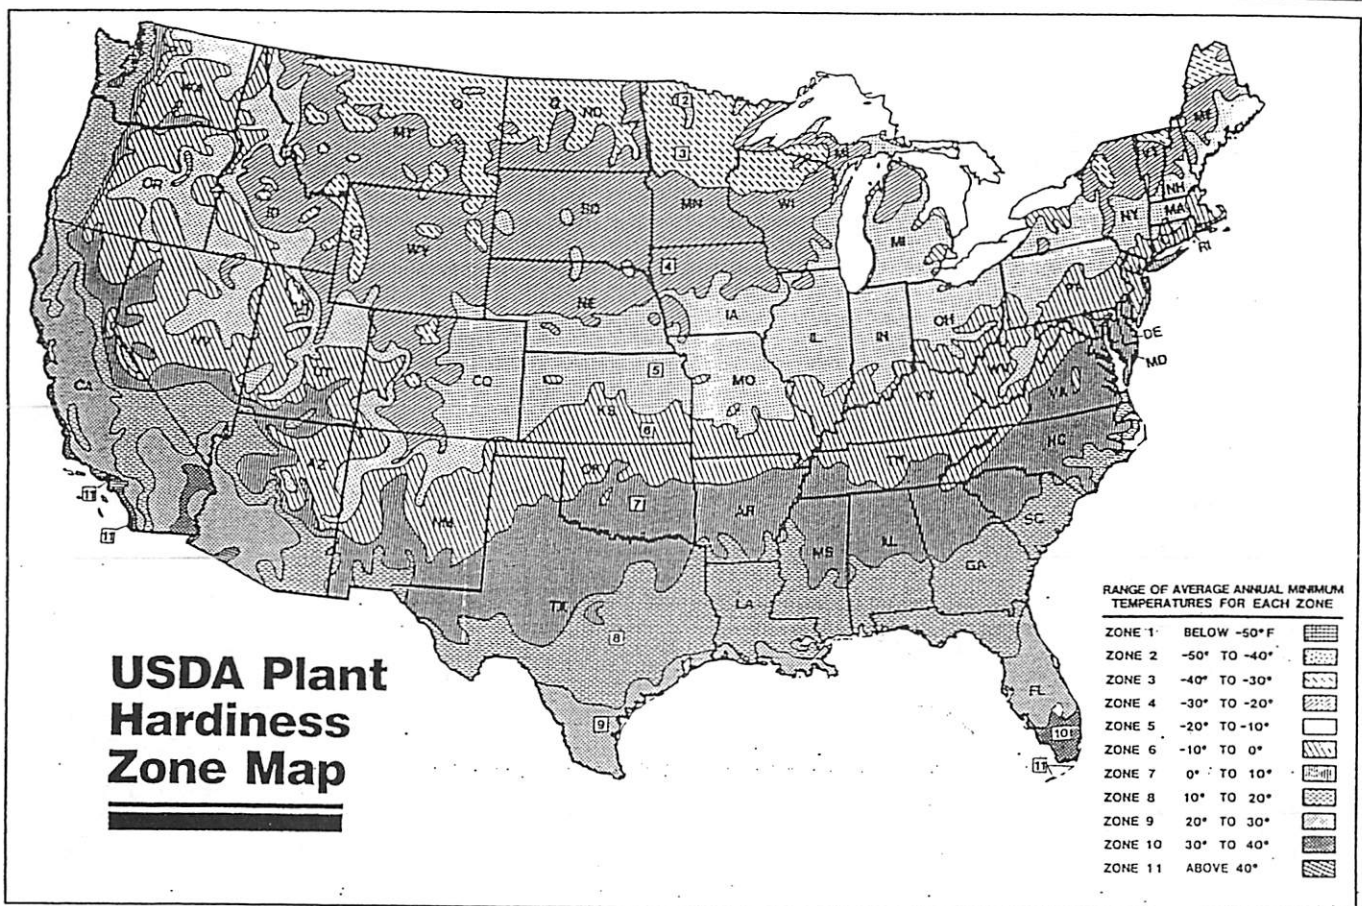 WA
MT
ND
2
3
ME
OR
ID
SD
MN
WI
MI
VT
NH
MA
NY
RI
WY
4
MI
NE
IA
PA
NV
UT
CO
IL
IN
OH
DE
MD
CA
5
MO
WV
KS
KY
VA
6
NC
AZ
OK
TN
NM
7
AR
SC
MS
AL
GA
11
11
TX
LA
8
FL
9
10
11
USDA Plant
Hardiness
Zone Map
RANGE OF AVERAGE ANNUAL MINIMUM
TEMPERATURES FOR EACH ZONE
ZONE 1 BELOW -50° F
ZONE 2 -50° TO -40°
ZONE 3 -40° TO -30°
ZONE 4 -30° TO -20°
ZONE 5 -20° TO -10°
ZONE 6 -10° TO 0°
ZONE 7 0° TO 10°
ZONE 8 10° TO 20°
ZONE 9 20° TO 30°
ZONE 10 30° TO 40°
ZONE 11 ABOVE 40°